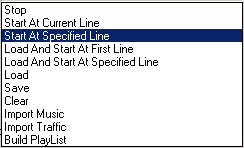 Stop
Start At Current Line
Start At Specified Line
Load And Start At First Line
Load And Start At Specified Line
Load
Save
Clear
Import Music
Import Traffic
Build PlayList